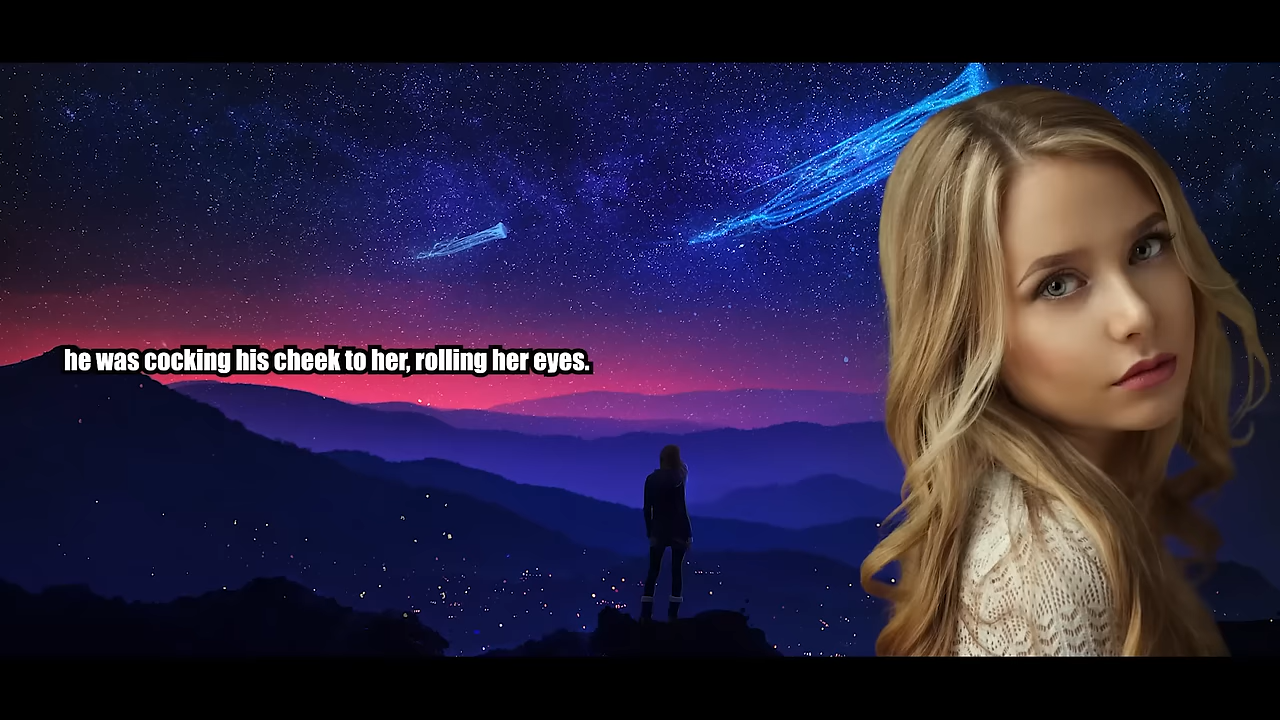 he was cocking his cheek to her, rolling her eyes.